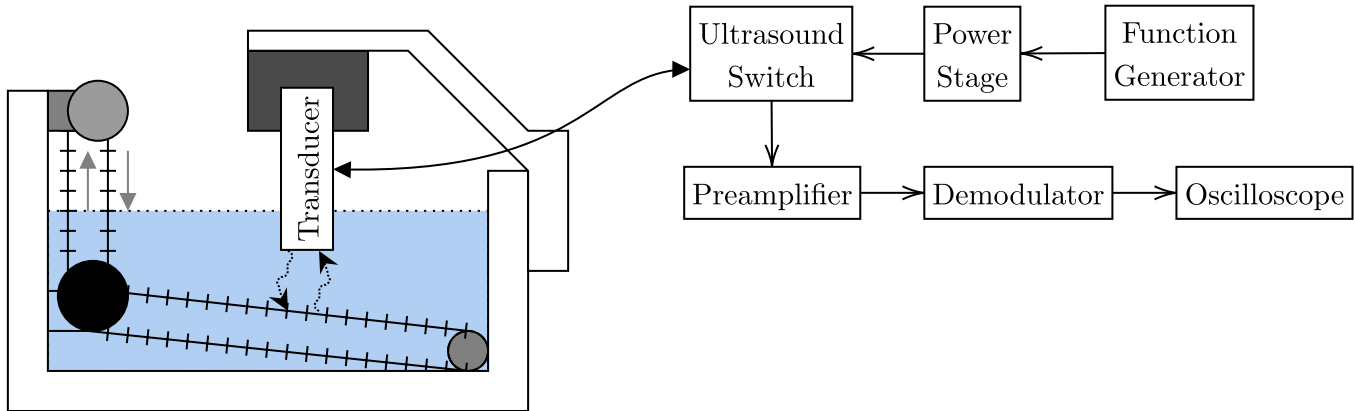 Transducer
Ultrasound
Switch
Power
Stage
Function
Generator
Preamplifier
Demodulator
Oscilloscope